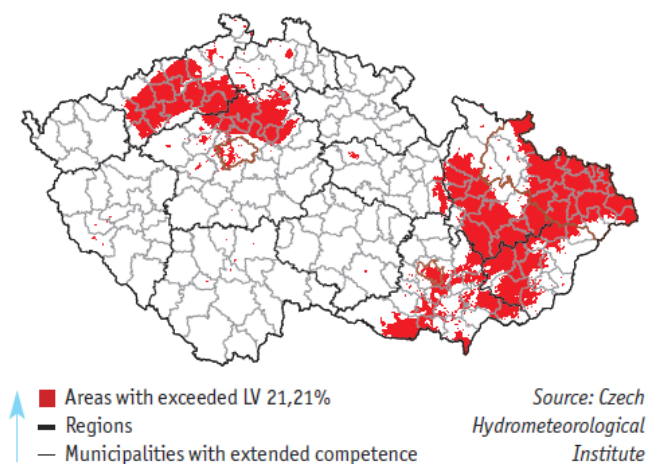 Areas with exceeded LV 21,21%
Regions
Municipalities with extended competence
Source: Czech
Hydrometeorological
Institute